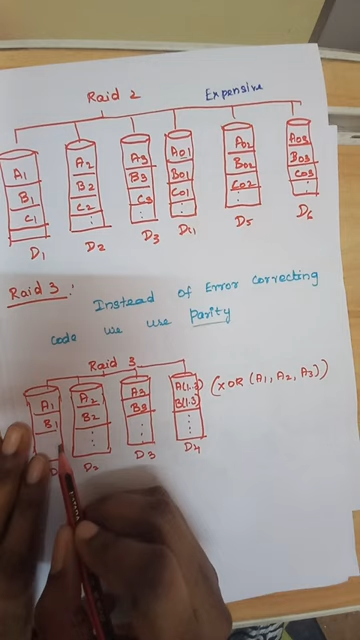 Raid 2
Expensive
A1 A2 A3 A01 A02 A03
B1 B2 B3 B01 B02 B03
C1 C2 C3 C01 C02 C03
D1 D2 D3 D4 D5 D6
Raid 3 :
Instead of Error correcting
code we use Parity
Raid 3
A1 A2 A3 A(1..3) (XOR (A1, A2, A3))
B1 B2 B3 B(1.3)
D2 D3 D4